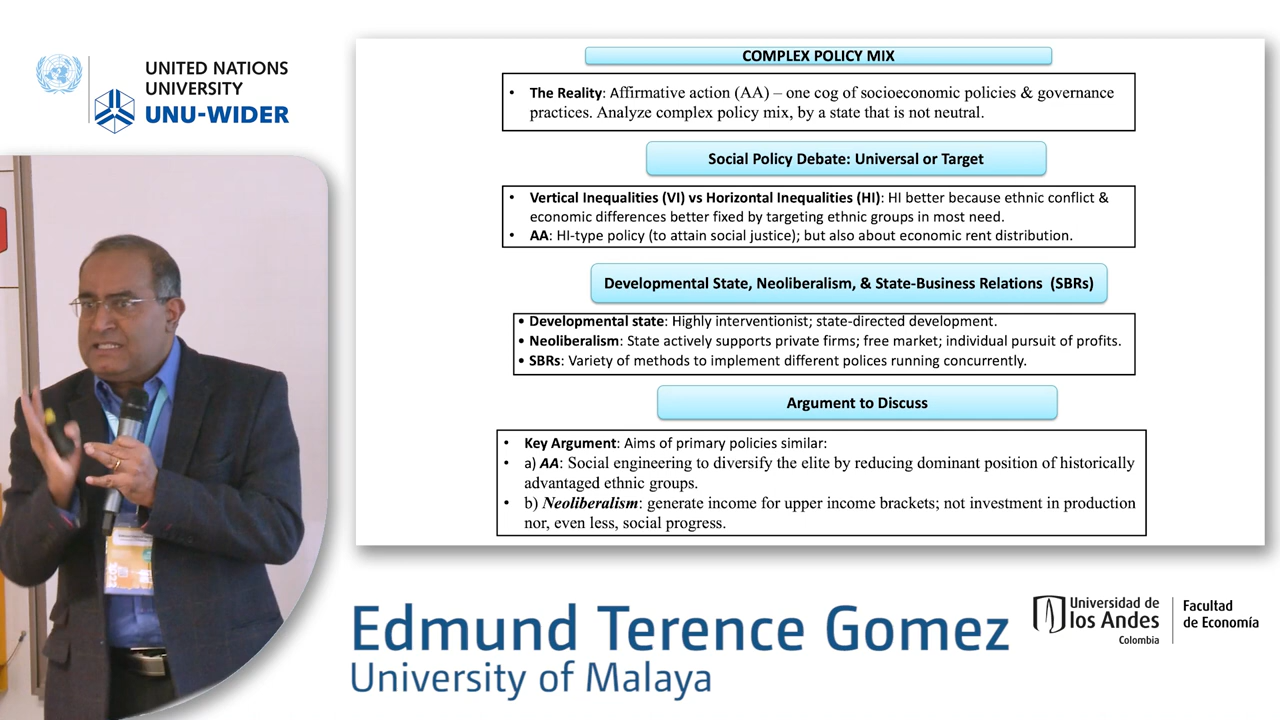 UNITED NATIONS
UNIVERSITY
UNU-WIDER
COMPLEX POLICY MIX
• The Reality: Affirmative action (AA) – one cog of socioeconomic policies & governance
practices. Analyze complex policy mix, by a state that is not neutral.
Social Policy Debate: Universal or Target
• Vertical Inequalities (VI) vs Horizontal Inequalities (HI): HI better because ethnic conflict &
economic differences better fixed by targeting ethnic groups in most need.
• AA: HI-type policy (to attain social justice); but also about economic rent distribution.
Developmental State, Neoliberalism, & State-Business Relations (SBRs)
• Developmental state: Highly interventionist; state-directed development.
• Neoliberalism: State actively supports private firms; free market; individual pursuit of profits.
• SBRs: Variety of methods to implement different polices running concurrently.
Argument to Discuss
• Key Argument: Aims of primary policies similar:
• a) AA: Social engineering to diversify the elite by reducing dominant position of historically
advantaged ethnic groups.
• b) Neoliberalism: generate income for upper income brackets; not investment in production
nor, even less, social progress.
Edmund Terence Gomez
University of Malaya
Universidad de
los Andes
Colombia
Facultad
de Economía